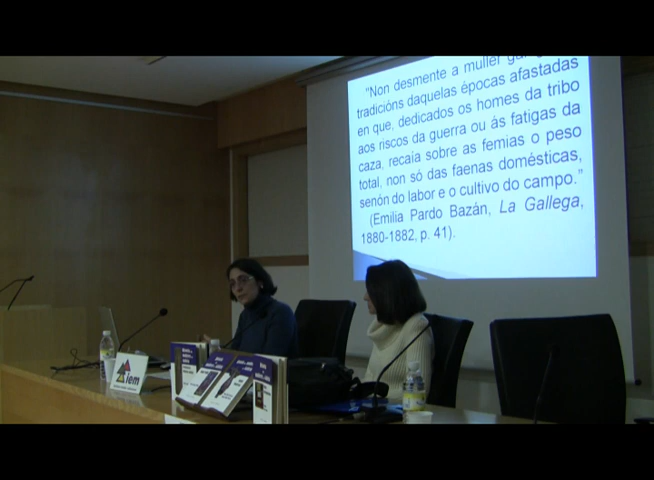 "Non desmente a muller
tradicións daquelas épocas afastadas
en que, dedicados os homes da tribo
aos riscos da guerra ou ás fatigas da
caza, recaía sobre as femias o peso
total, non só das faenas domésticas,
senón do labor e o cultivo do campo."
(Emilia Pardo Bazán, La Gallega,
1880-1882, p. 41).
iem